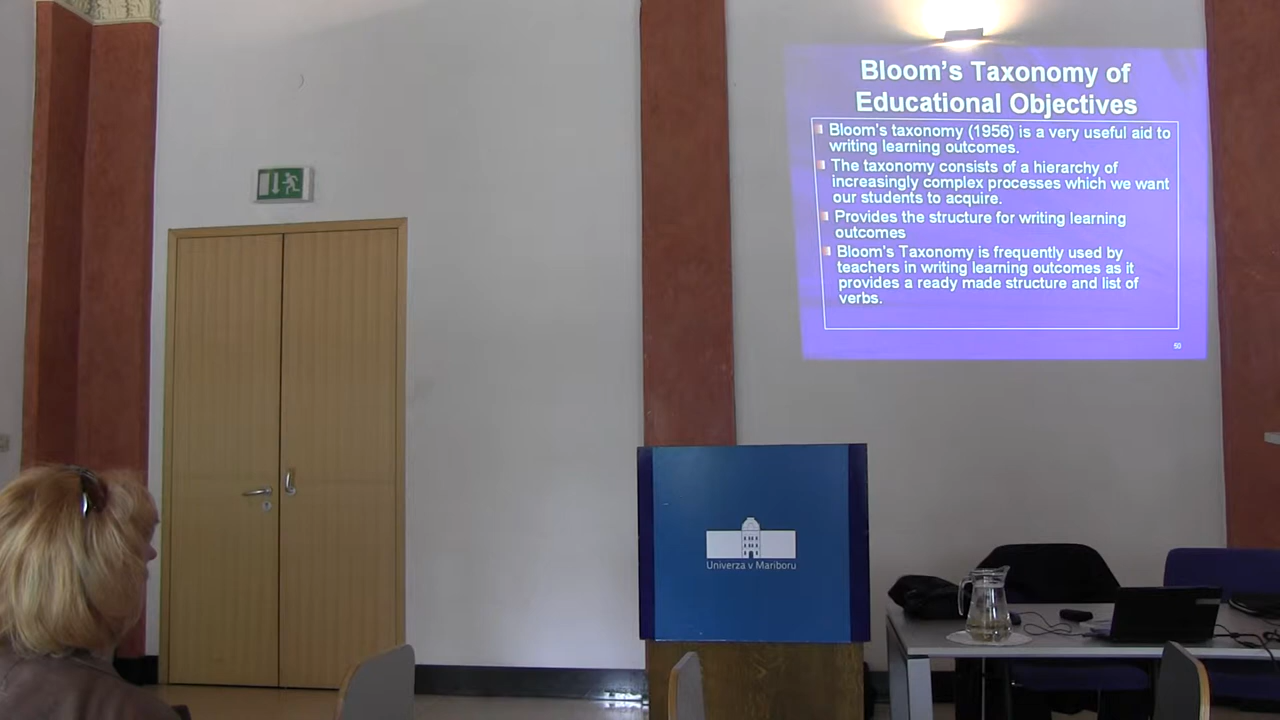 Bloom's Taxonomy of
Educational Objectives
Bloom's taxonomy (1956) is a very useful aid to
writing learning outcomes.
The taxonomy consists of a hierarchy of
increasingly complex processes which we want
our students to acquire.
Provides the structure for writing learning
outcomes
Bloom's Taxonomy is frequently used by
teachers in writing learning outcomes as it
provides a ready made structure and list of
verbs.
50
Univerza v Mariboru